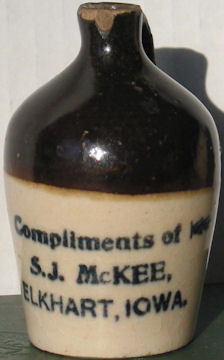 Compliments of
S.J. McKEE,
ELKHART, IOWA.